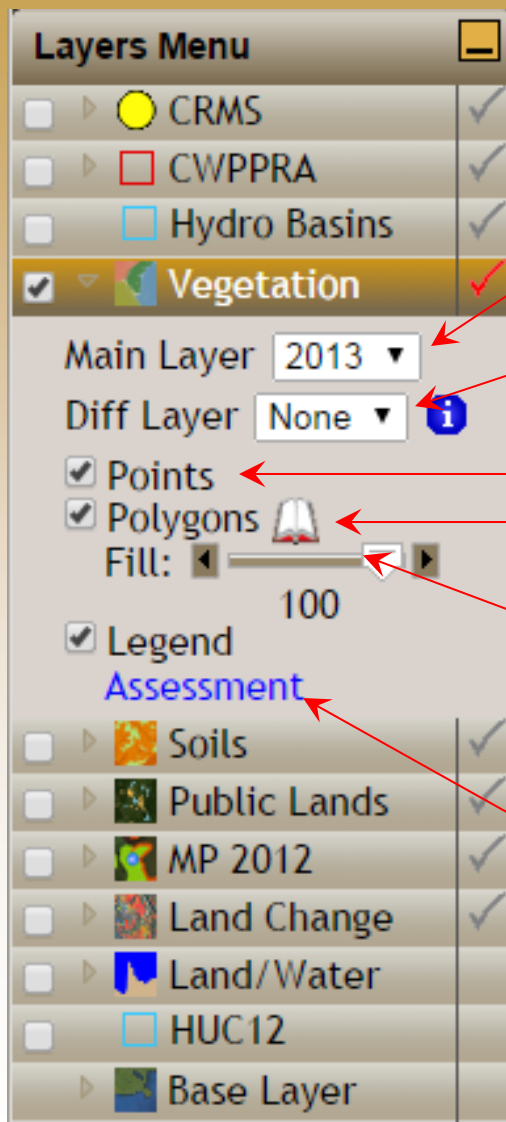 Layers Menu
CRMS
CWPPRA
Hydro Basins
Vegetation
Main Layer 2013
Diff Layer None i
Points
Polygons
Fill:
100
Legend
Assessment
Soils
Public Lands
MP 2012
Land Change
Land/Water
HUC12
Base Layer